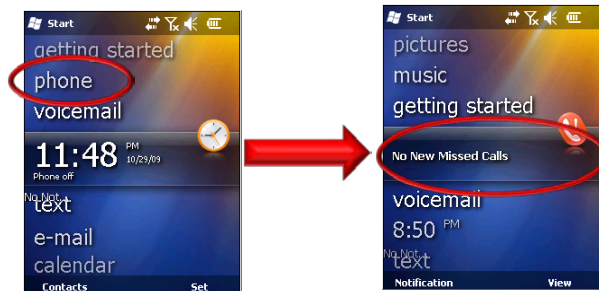 Start
getting started
phone
voicemail
11:48 PM
10/29/09
Phone off
No Not
text
e-mail
calendar
Contacts Set
Start
pictures
music
getting started
No New Missed Calls
voicemail
8:50 PM
No Not
text
Notification View